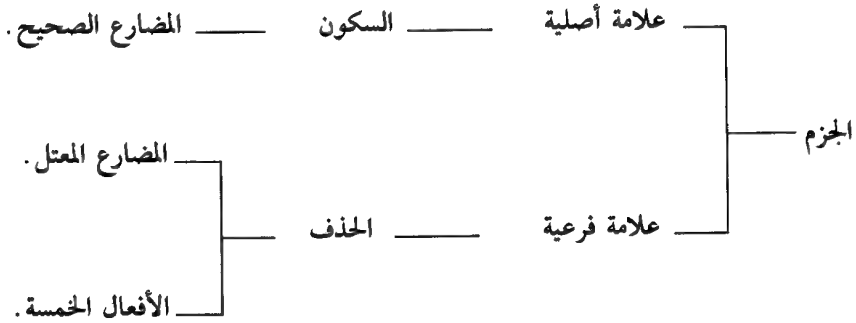 علامة أصلية السكون المضارع الصحيح.
الجزم
المضارع المعتل.
علامة فرعية الحذف
الأفعال الخمسة.